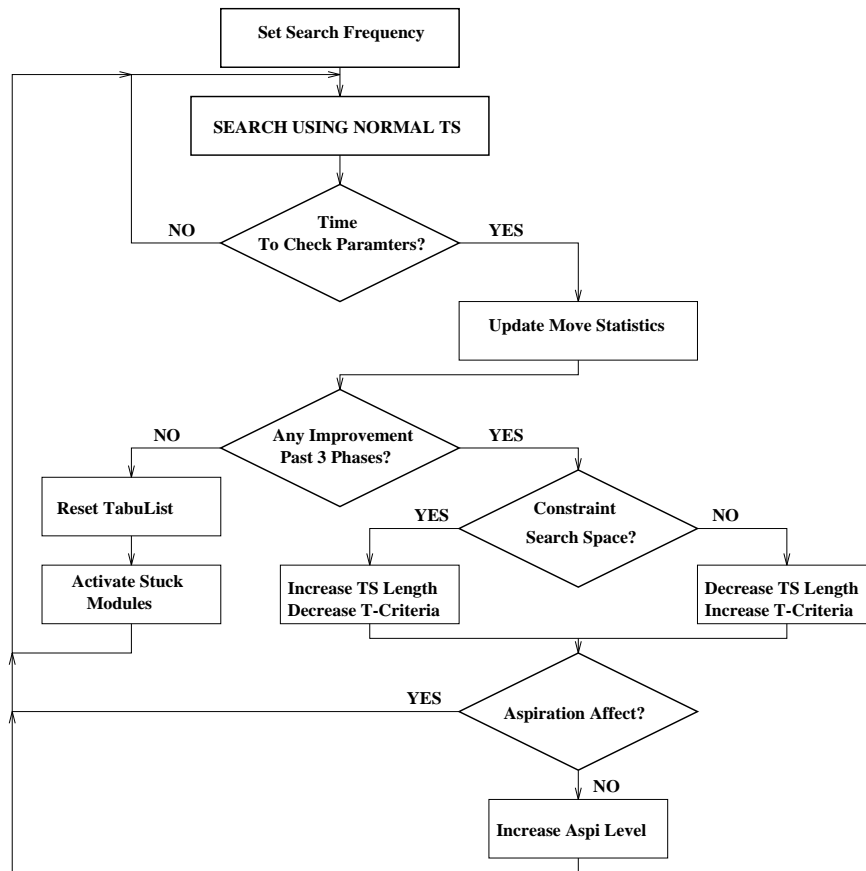 Set Search Frequency
SEARCH USING NORMAL TS
Time
To Check Paramters?
NO
YES
Update Move Statistics
Any Improvement
Past 3 Phases?
NO
YES
Reset TabuList
Activate Stuck
Modules
Constraint
Search Space?
YES
NO
Increase TS Length
Decrease T-Criteria
Decrease TS Length
Increase T-Criteria
Aspiration Affect?
YES
NO
Increase Aspi Level